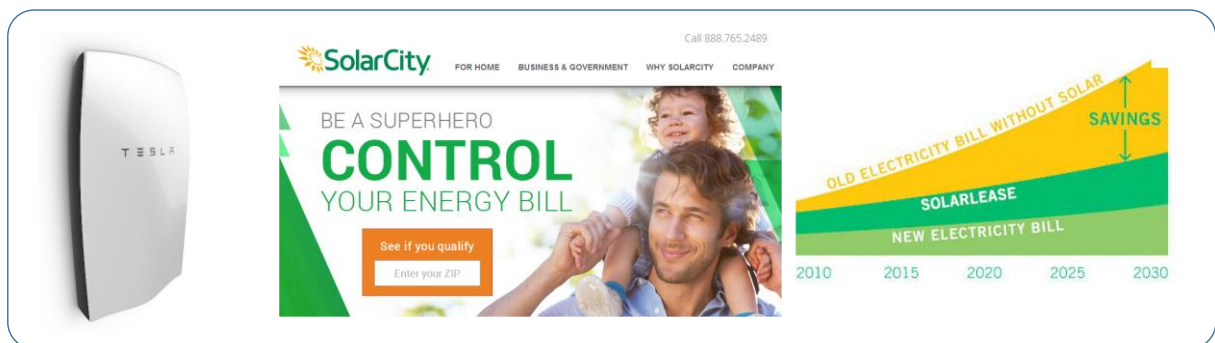 TESLA
Call 888.765.2489
SolarCity
FOR HOME BUSINESS & GOVERNMENT WHY SOLARCITY COMPANY
BE A SUPERHERO
CONTROL
YOUR ENERGY BILL
See if you qualify
Enter your ZIP
OLD ELECTRICITY BILL WITHOUT SOLAR
SAVINGS
SOLARLEASE
NEW ELECTRICITY BILL
2010 2015 2020 2025 2030